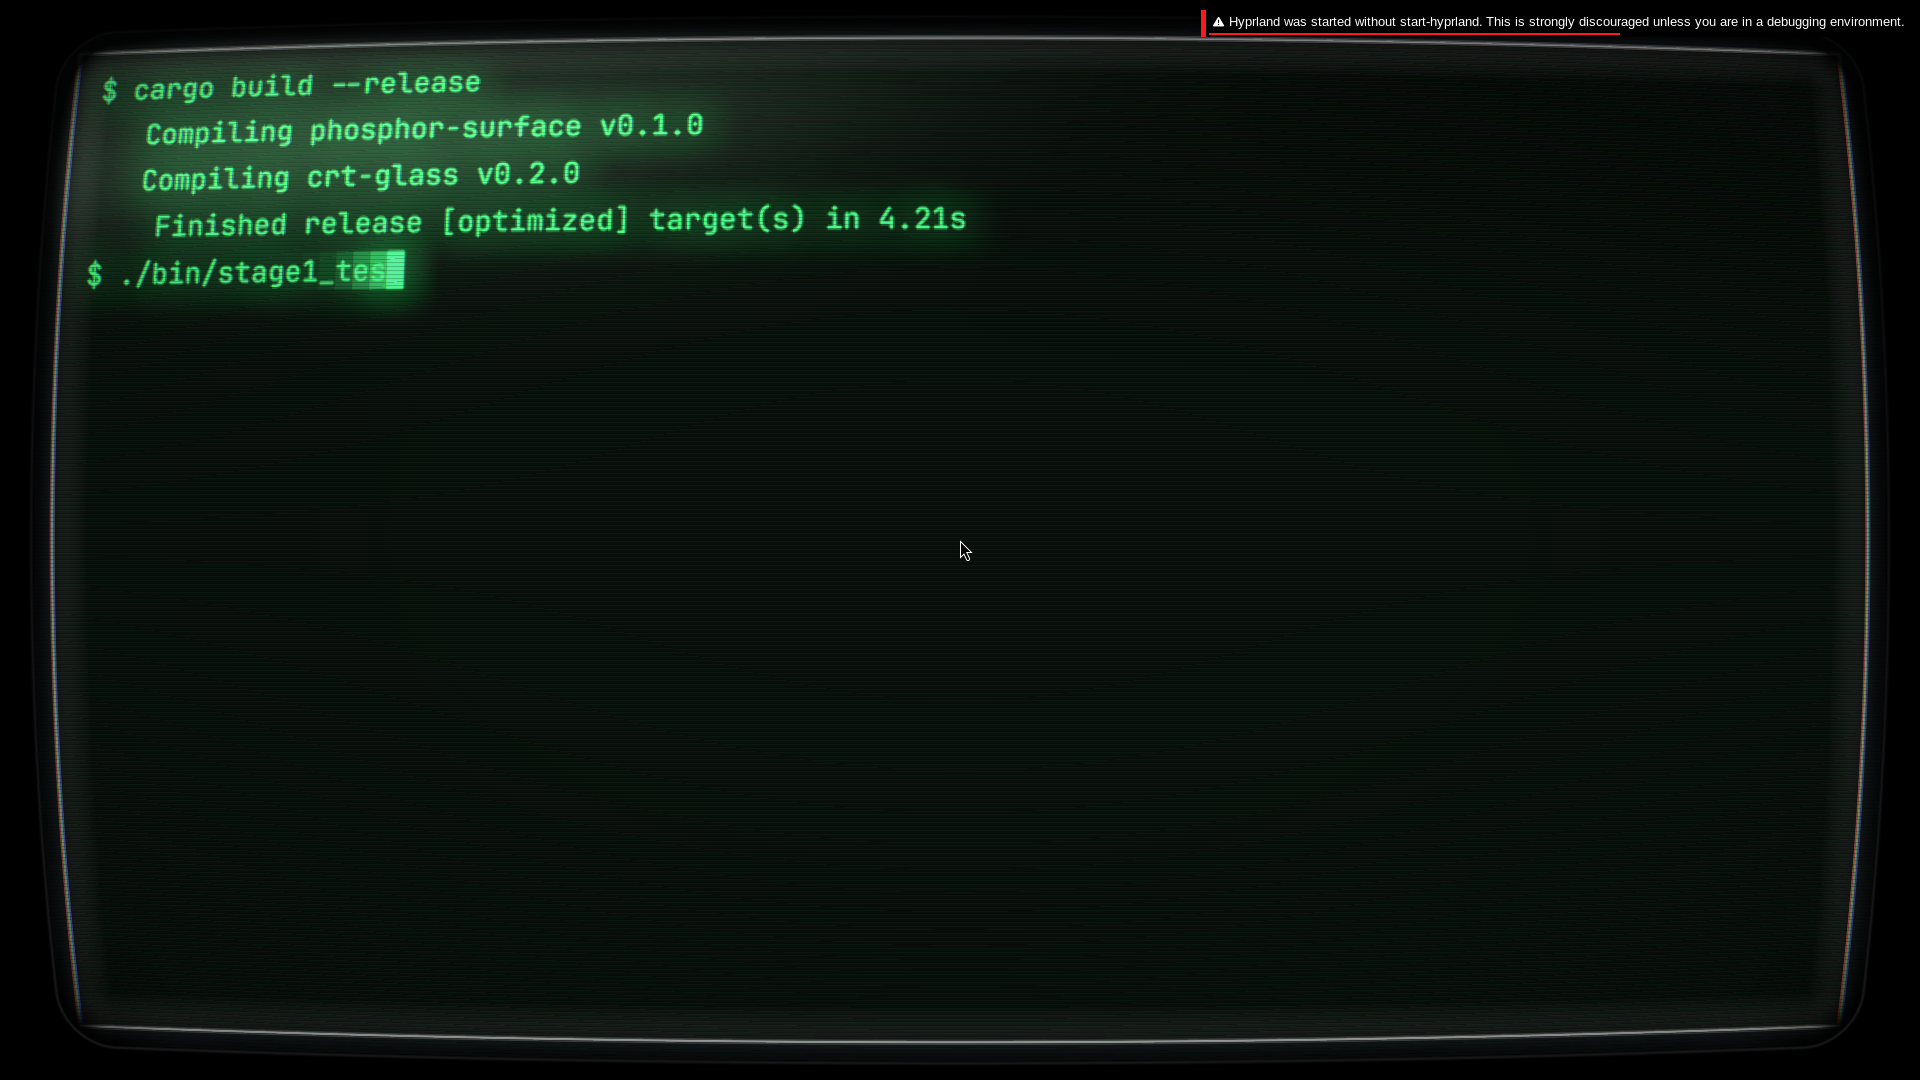 Hyprland was started without start-hyprland. This is strongly discouraged unless you are in a debugging environment.
$ cargo build --release
Compiling phosphor-surface v0.1.0
Compiling crt-glass v0.2.0
Finished release [optimized] target(s) in 4.21s
$ ./bin/stage1_tes